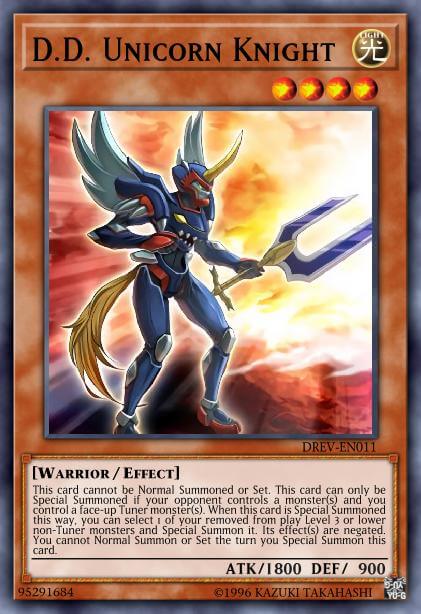 D.D. UNICORN KNIGHT
LIGHT
光
DREV-EN011
[WARRIOR / EFFECT]
This card cannot be Normal Summoned or Set. This card can only be
Special Summoned if your opponent controls a monster(s) and you
control a face-up Tuner monster(s). When this card is Special Summoned
this way, you can select 1 of your removed from play Level 3 or lower
non-Tuner monsters and Special Summon it. Its effect(s) are negated.
You cannot Normal Summon or Set the turn you Special Summon this
card.
ATK/1800 DEF/ 900
95291684
©1996 KAZUKI TAKAHASHI